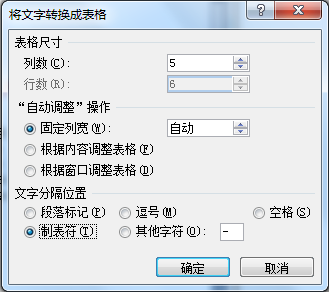 将文字转换成表格
表格尺寸
列数(C): 5
行数(R): 6
“自动调整”操作
固定列宽(W): 自动
根据内容调整表格(F)
根据窗口调整表格(D)
文字分隔位置
段落标记(P) 逗号(M) 空格(S)
制表符(T) 其他字符(O): -
确定 取消